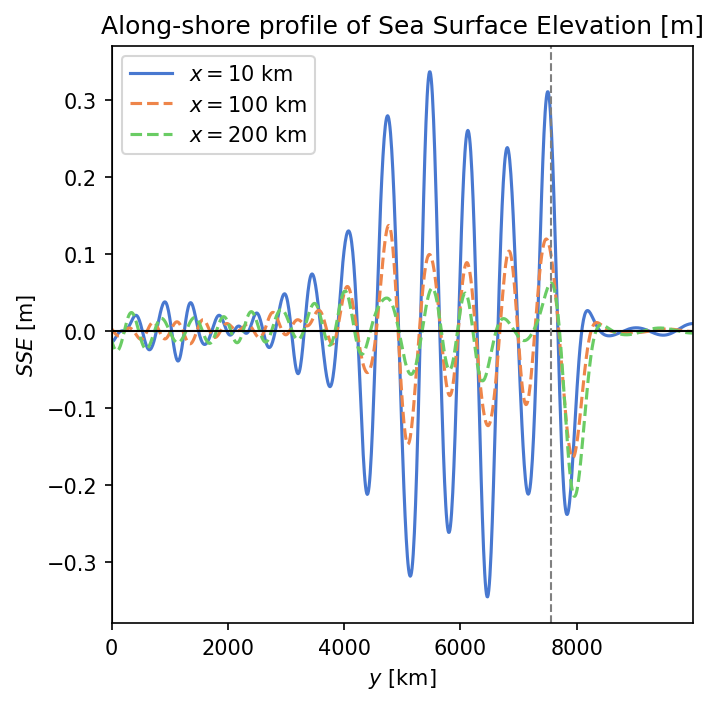 Along-shore profile of Sea Surface Elevation [m]
x = 10 km
x = 100 km
x = 200 km
0.3
0.2
0.1
0.0
−0.1
−0.2
−0.3
SSE [m]
0 2000 4000 6000 8000
y [km]